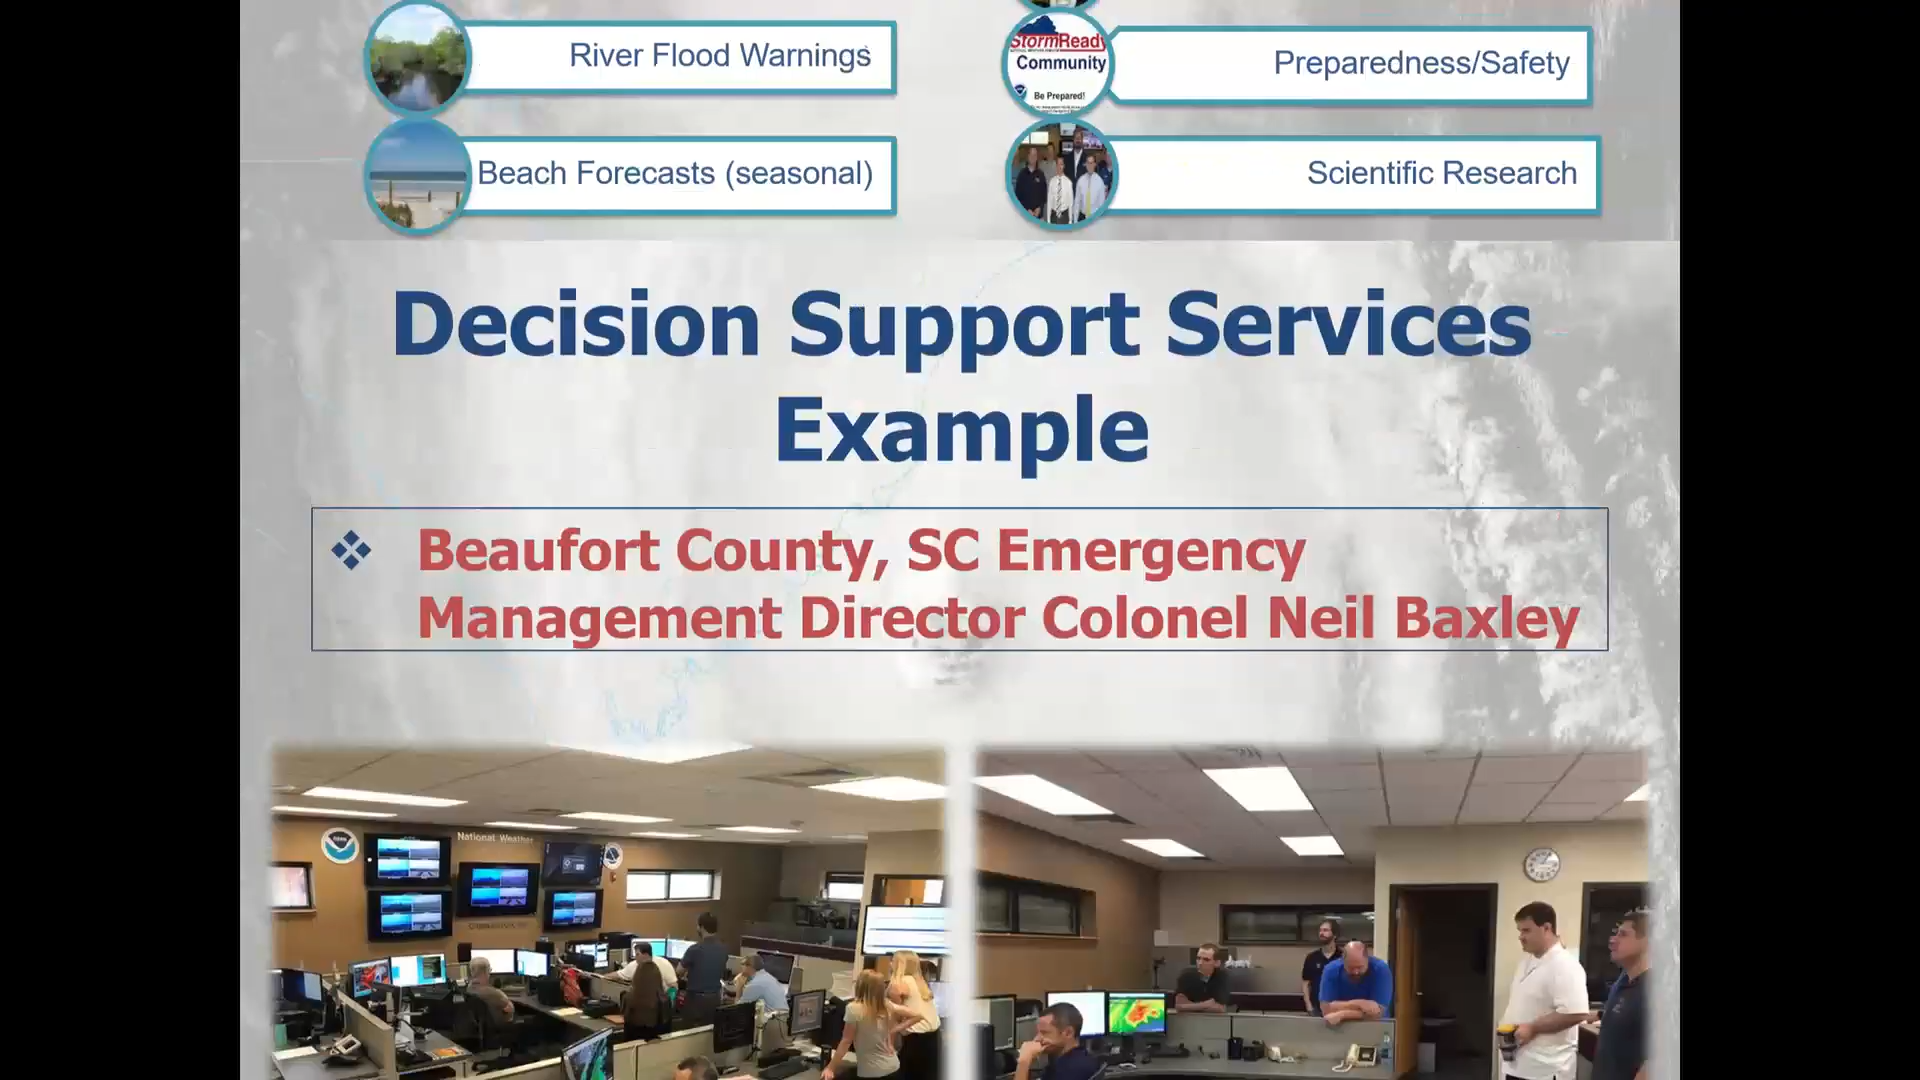 River Flood Warnings
StormReady
Community
Be Prepared!
Preparedness/Safety
Beach Forecasts (seasonal)
Scientific Research
Decision Support Services
Example
❖ Beaufort County, SC Emergency
Management Director Colonel Neil Baxley
National Weather